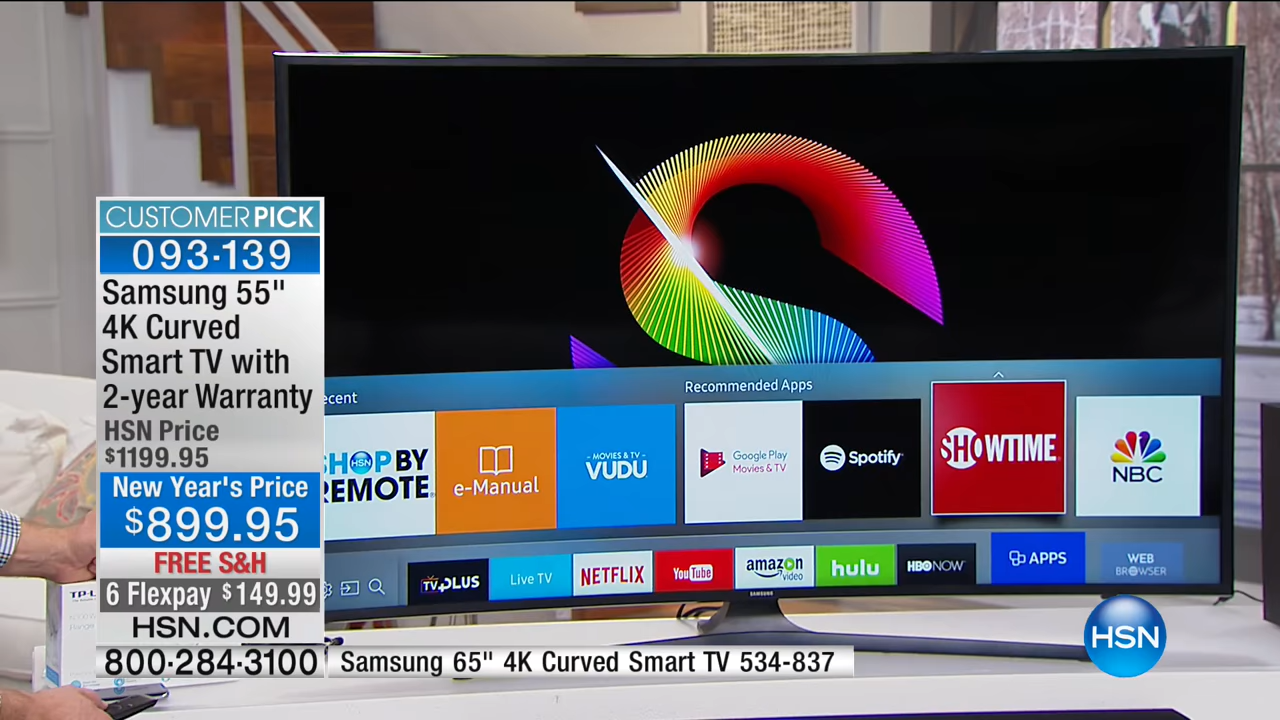 CUSTOMERPICK
093·139
Samsung 55"
4K Curved
Smart TV with
2-year Warranty
HSN Price
$1199.95
New Year's Price
$899.95
FREE S&H
6 Flexpay $149.99
HSN.COM
800·284·3100
Samsung 65" 4K Curved Smart TV 534-837
HSN
ecent
Recommended Apps
SHOP BY
HSN
REMOTE
e-Manual
MOVIES & TV
VUDU
Google Play
Movies & TV
Spotify
SHOWTIME
NBC
TV PLUS
Live TV
NETFLIX
YouTube
amazon
video
hulu
HBO NOW
APPS
WEB
BROWSER
SAMSUNG
TP-L